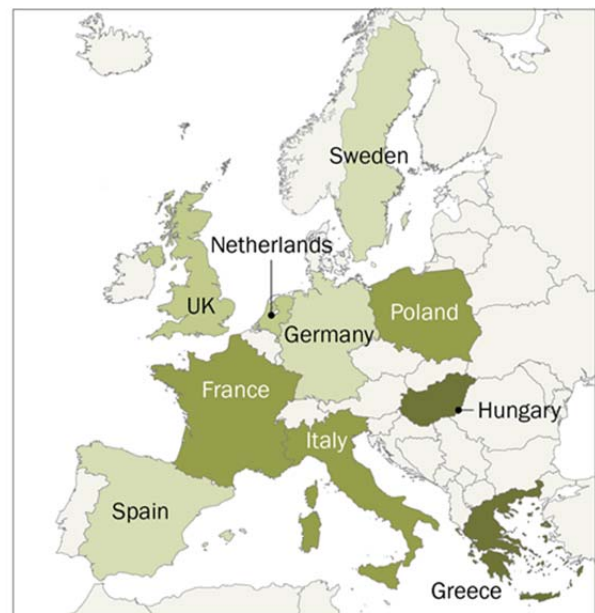 Sweden
Netherlands
UK
Germany
Poland
France
Hungary
Italy
Spain
Greece